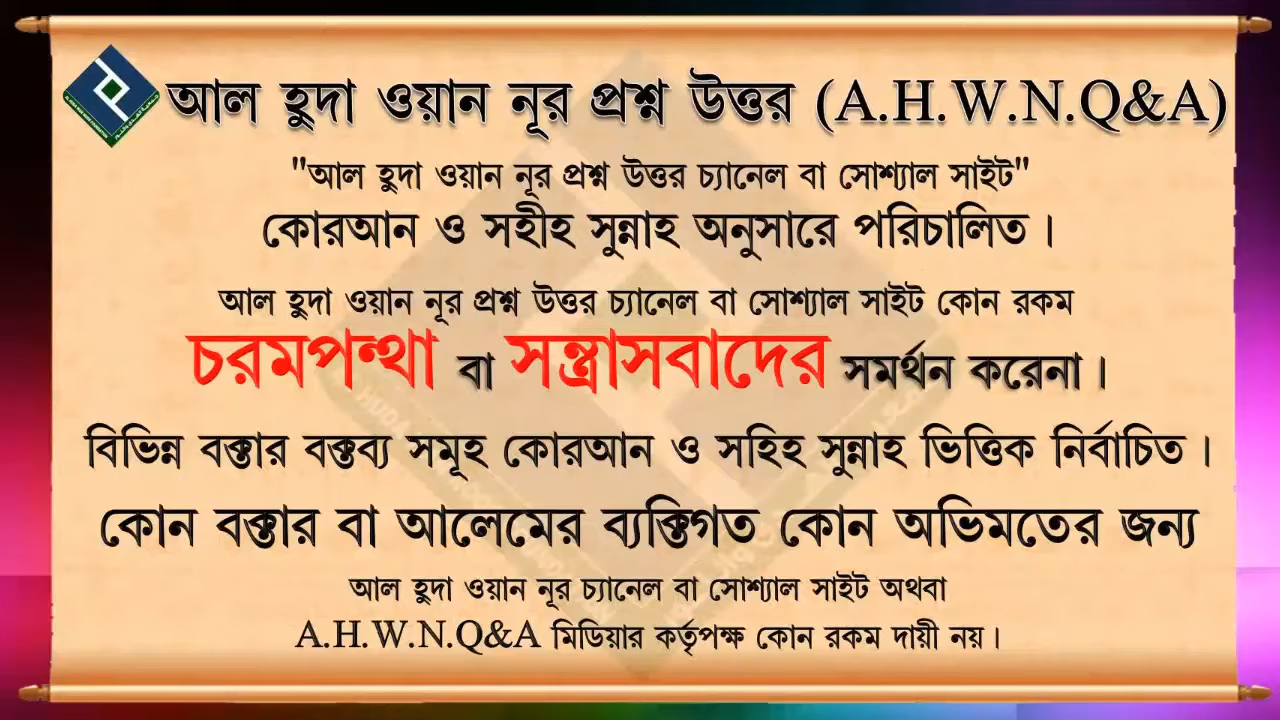 আল হুদা ওয়ান নূর প্রশ্ন উত্তর (A.H.W.N.Q&A)
"আল হুদা ওয়ান নূর প্রশ্ন উত্তর চ্যানেল বা সোশ্যাল সাইট"
কোরআন ও সহীহ সুন্নাহ অনুসারে পরিচালিত।
আল হুদা ওয়ান নূর প্রশ্ন উত্তর চ্যানেল বা সোশ্যাল সাইট কোন রকম
চরমপন্থা বা সন্ত্রাসবাদের সমর্থন করেনা।
বিভিন্ন বক্তার বক্তব্য সমূহ কোরআন ও সহিহ সুন্নাহ ভিত্তিক নির্বাচিত।
কোন বক্তার বা আলেমের ব্যক্তিগত কোন অভিমতের জন্য
আল হুদা ওয়ান নূর চ্যানেল বা সোশ্যাল সাইট অথবা
A.H.W.N.Q&A মিডিয়ার কর্তৃপক্ষ কোন রকম দায়ী নয়।